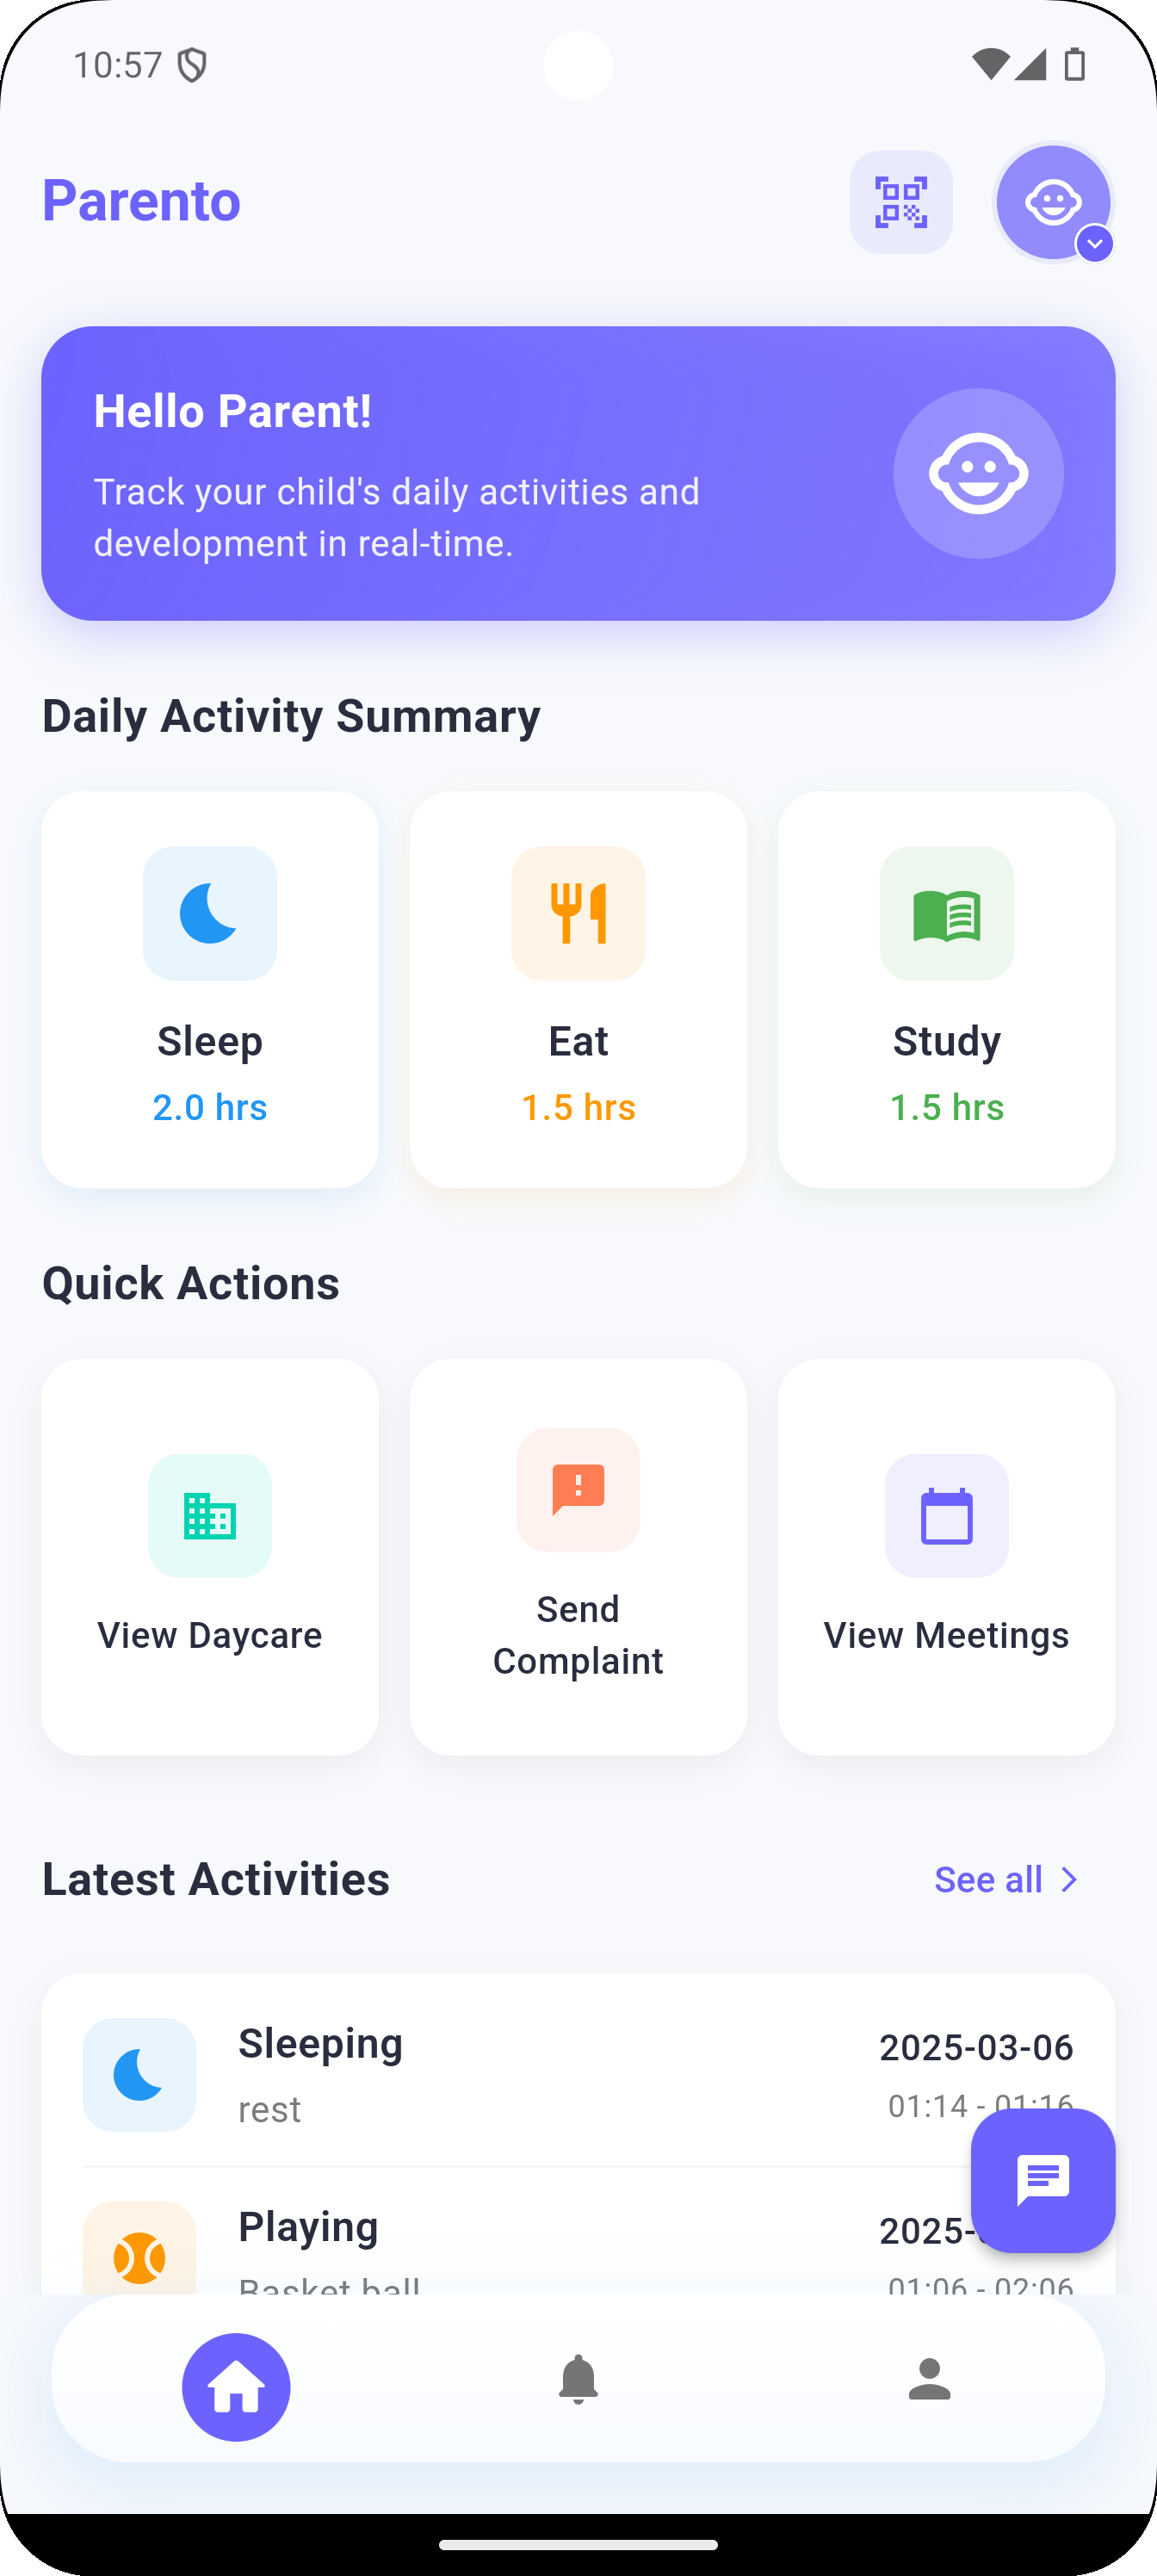 10:57
Parento
Hello Parent!
Track your child's daily activities and
development in real-time.
Daily Activity Summary
Sleep
Eat
Study
2.0 hrs
1.5 hrs
1.5 hrs
Quick Actions
View Daycare
Send
Complaint
View Meetings
Latest Activities
See all
Sleeping
2025-03-06
rest
01:14 - 01:16
Playing
2025-
Basket ball
01:06 - 02:06